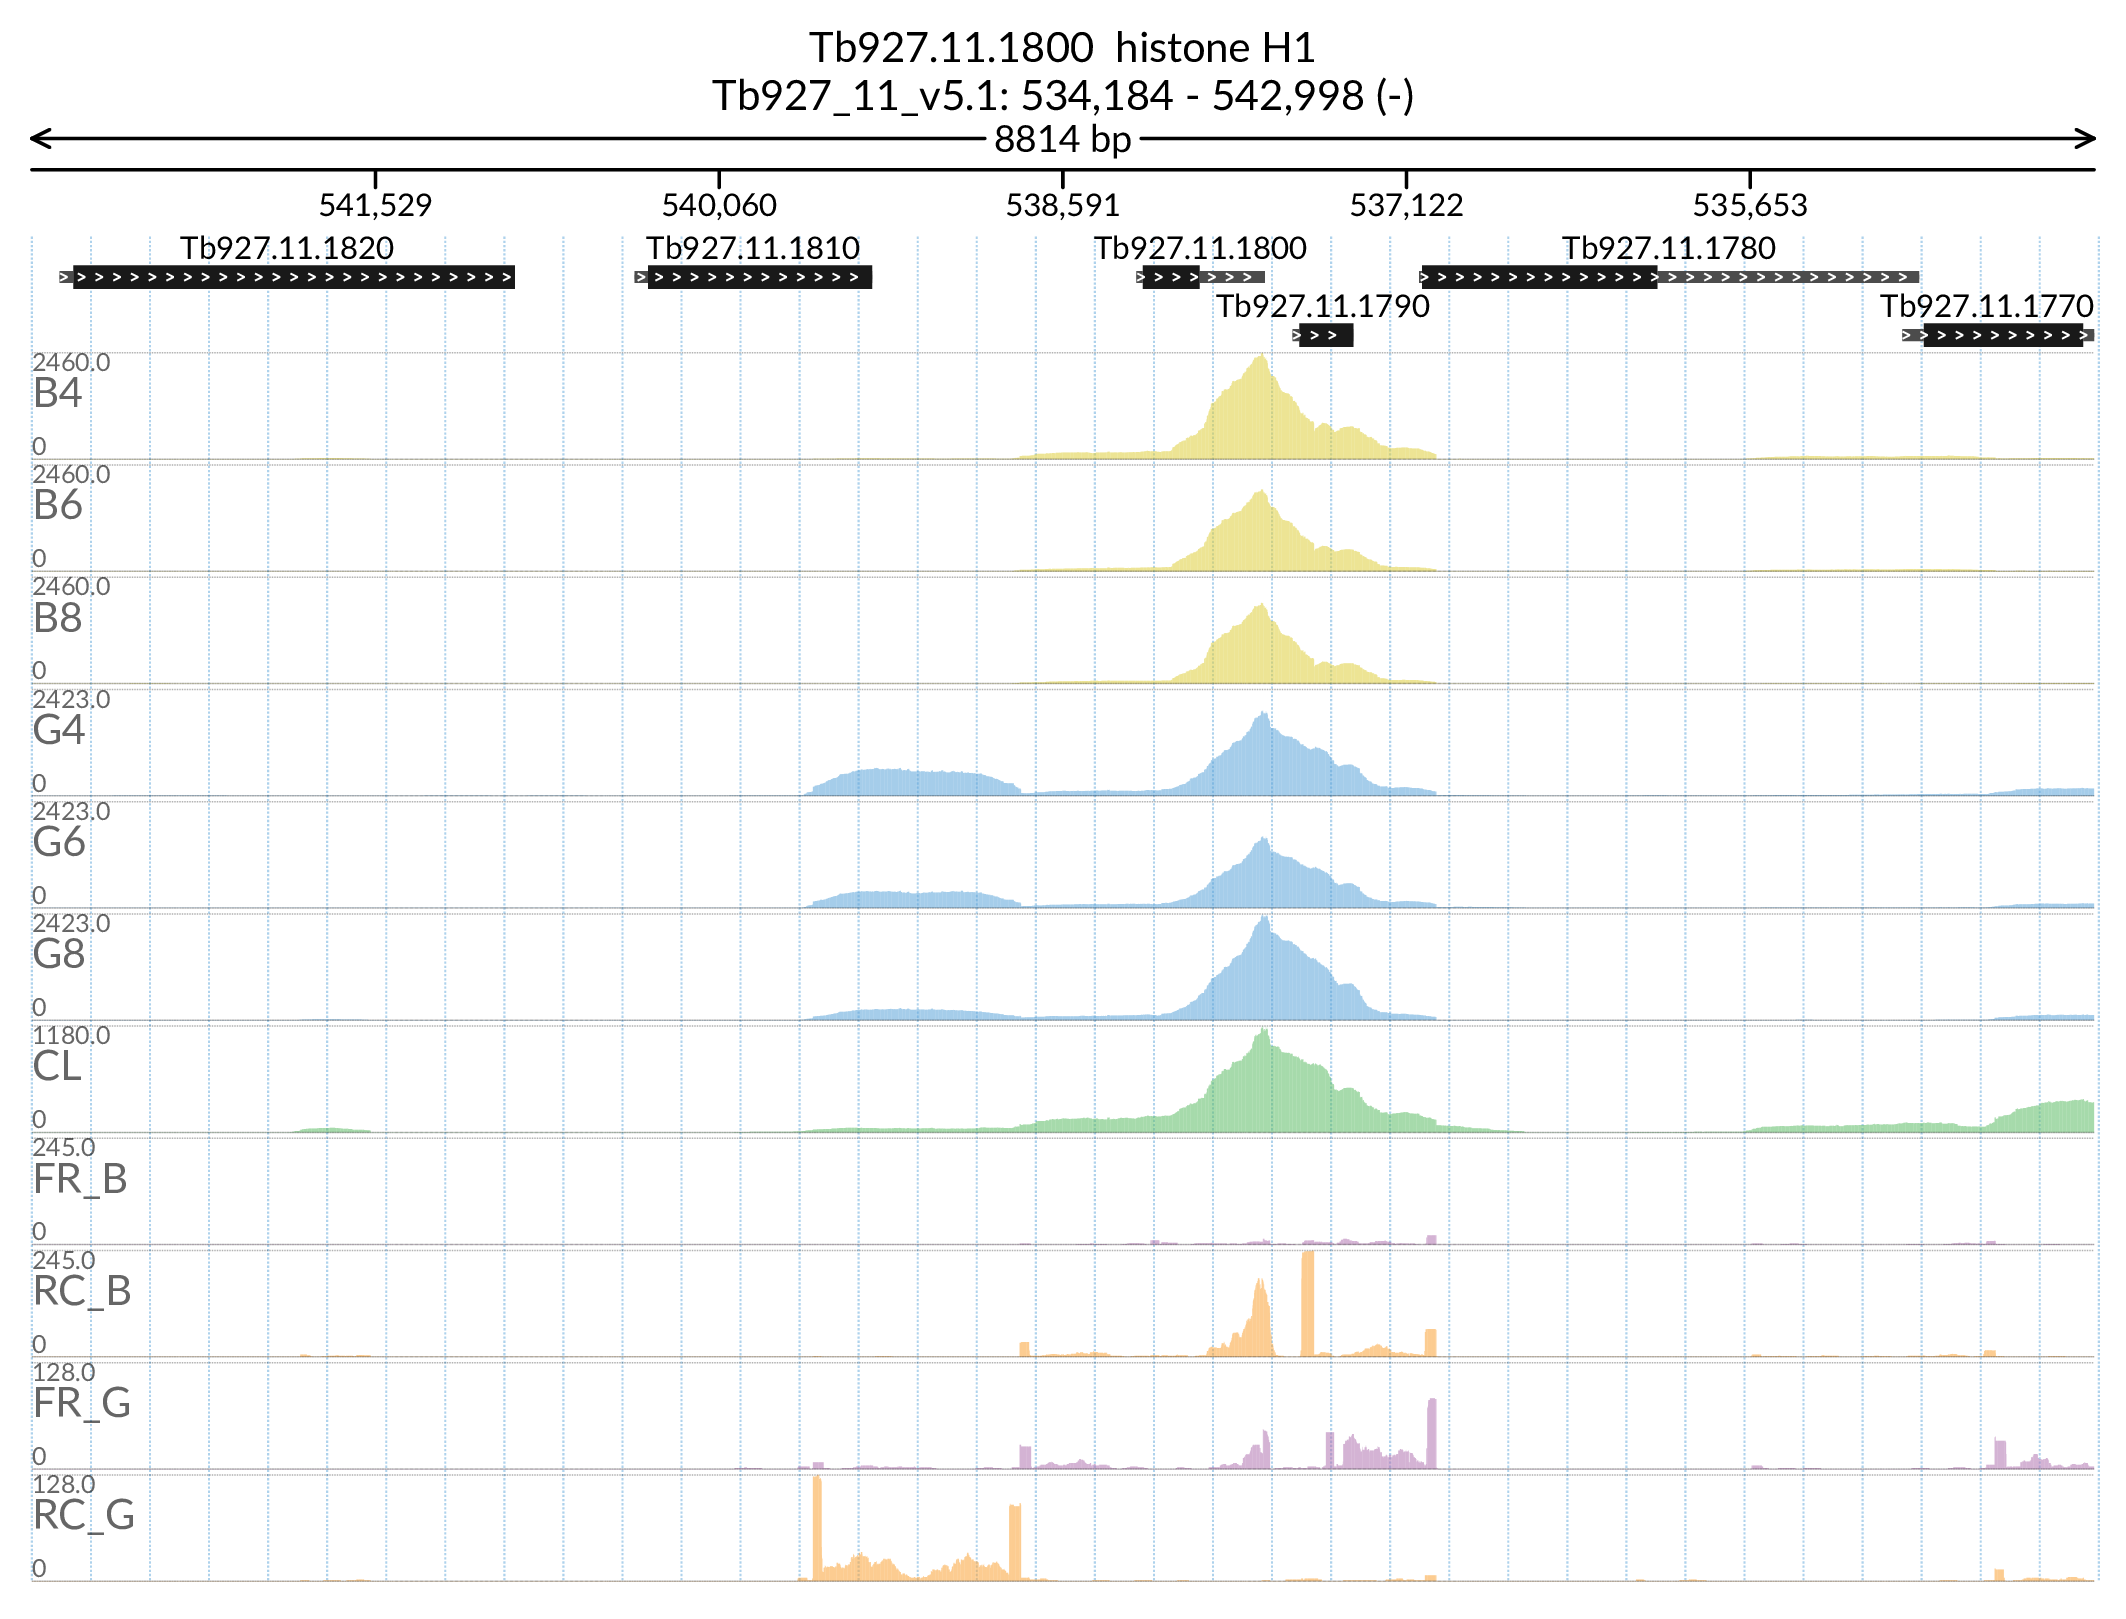 Tb927.11.1800 histone H1
Tb927_11_v5.1: 534,184 - 542,998 (-)
8814 bp
541,529 540,060 538,591 537,122 535,653
Tb927.11.1820 Tb927.11.1810 Tb927.11.1800 Tb927.11.1780
Tb927.11.1790 Tb927.11.1770
2460.0
B4
0
2460.0
B6
0
2460.0
B8
0
2423.0
G4
0
2423.0
G6
0
2423.0
G8
0
1180.0
CL
0
245.0
FR_B
0
245.0
RC_B
0
128.0
FR_G
0
128.0
RC_G
0